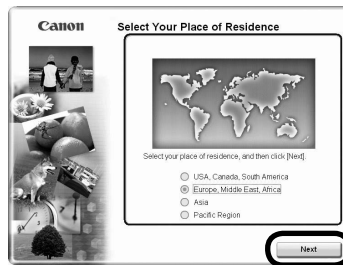 Canon
Select Your Place of Residence
Select your place of residence, and then click [Next].
USA, Canada, South America
Europe, Middle East, Africa
Asia
Pacific Region
Next